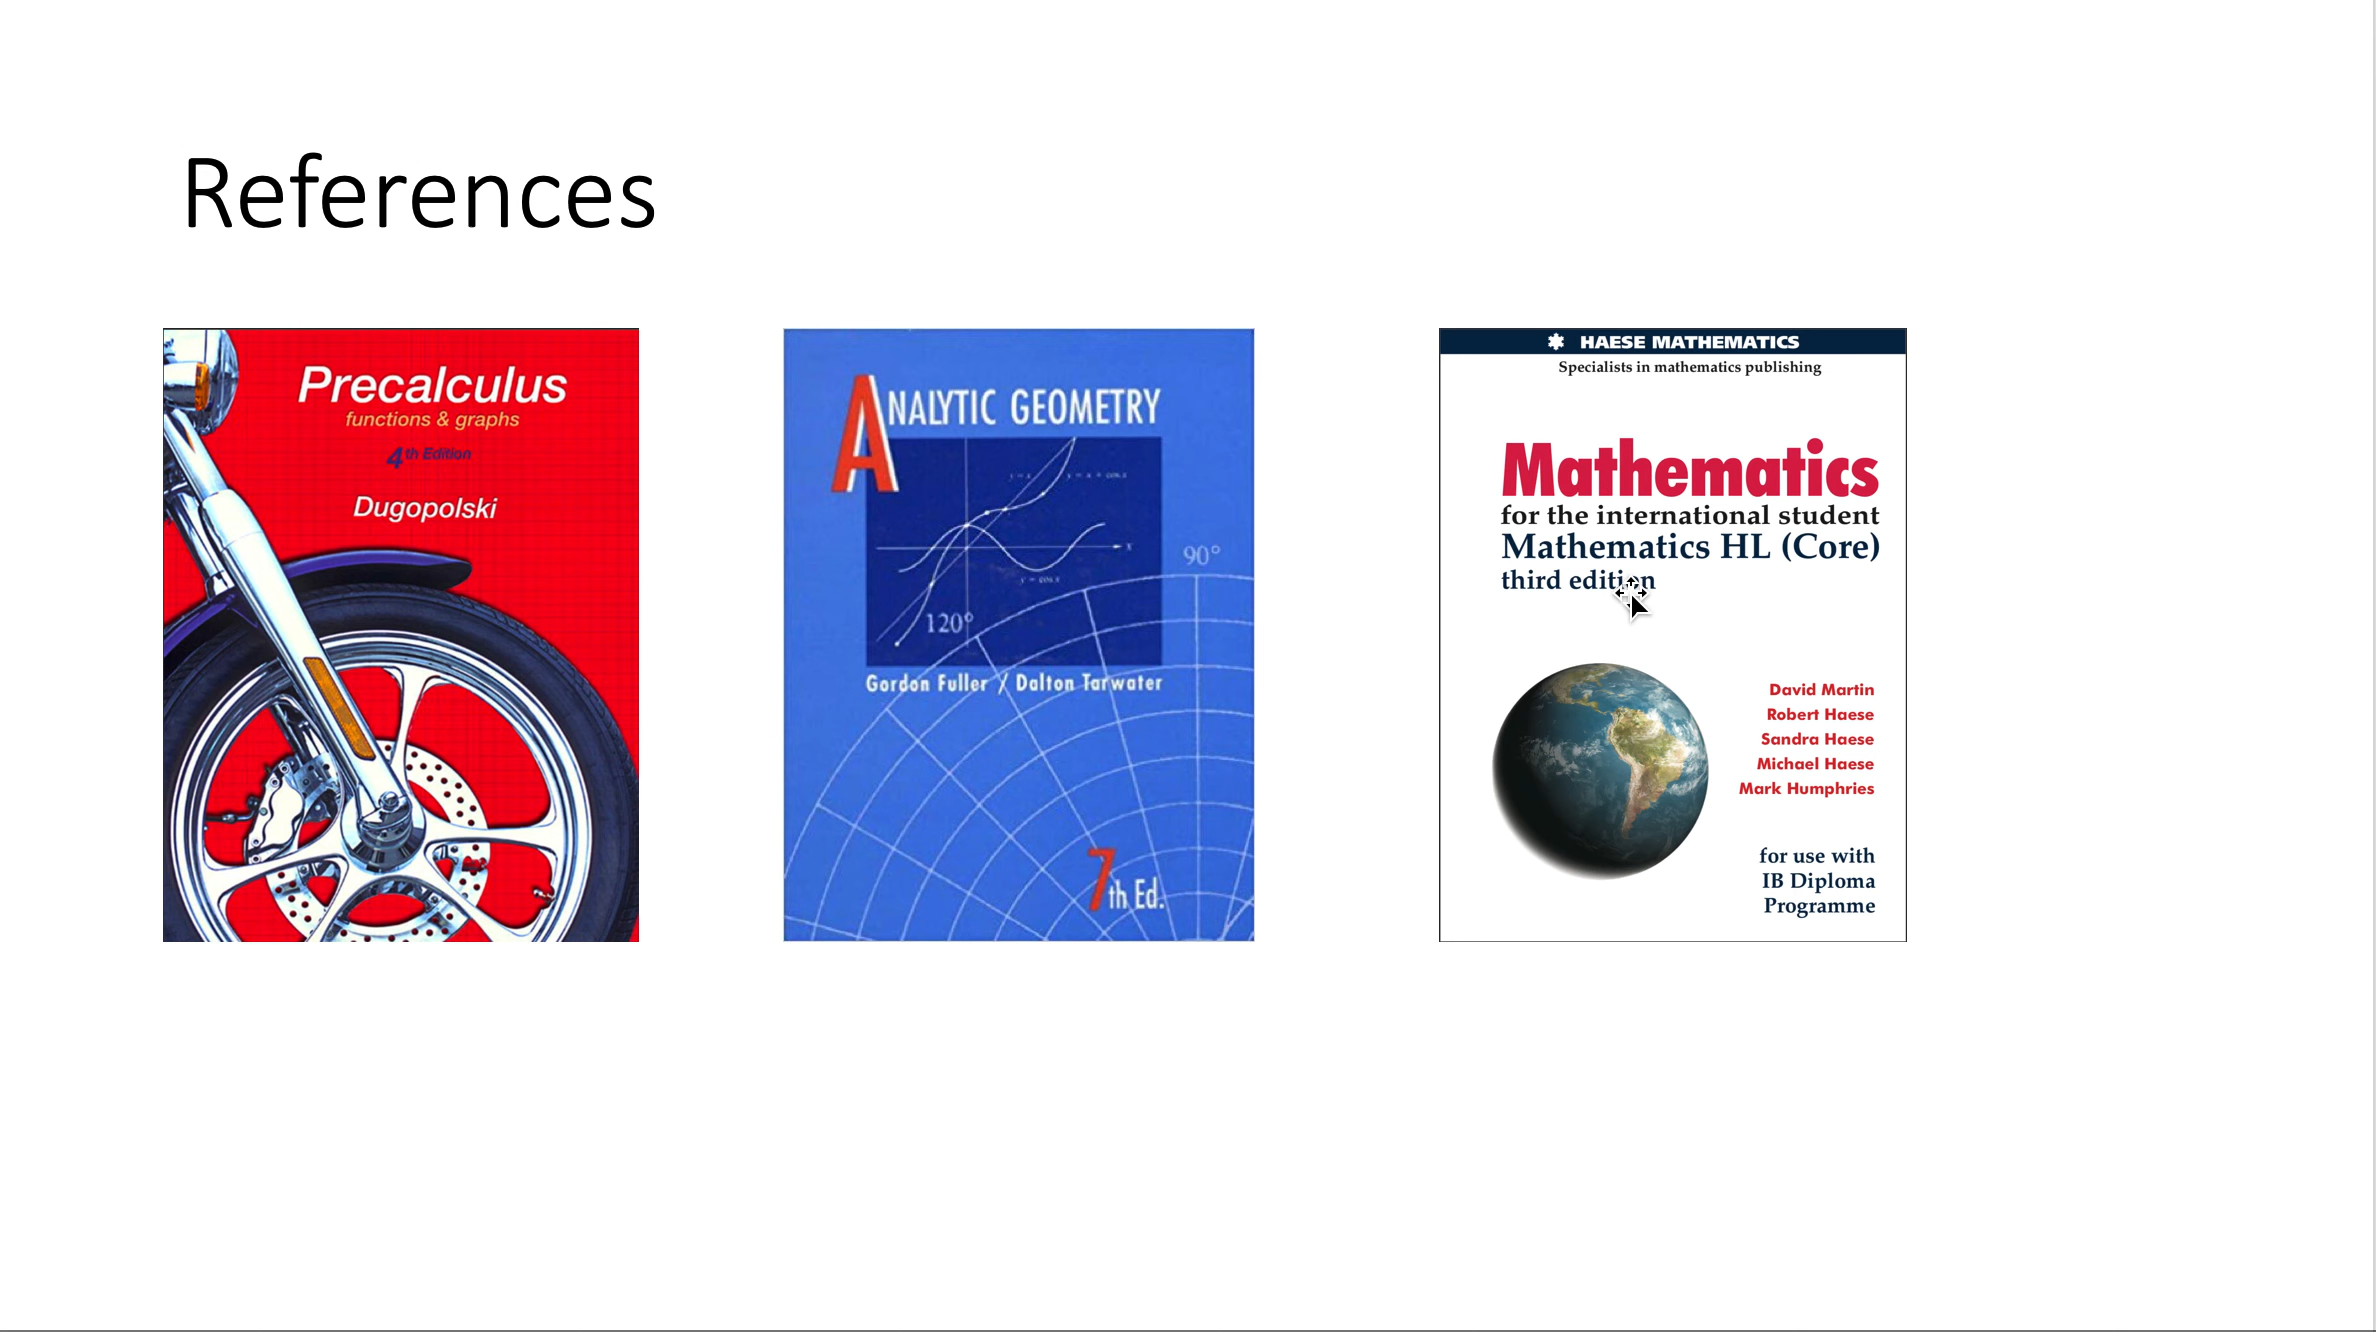 References
Precalculus
functions & graphs
4th Edition
Dugopolski
ANALYTIC GEOMETRY
y = x
y = x + cos x
x
y = cos x
90°
120°
Gordon Fuller / Dalton Tarwater
7th Ed.
HAESE MATHEMATICS
Specialists in mathematics publishing
Mathematics
for the international student
Mathematics HL (Core)
third edition
David Martin
Robert Haese
Sandra Haese
Michael Haese
Mark Humphries
for use with
IB Diploma
Programme